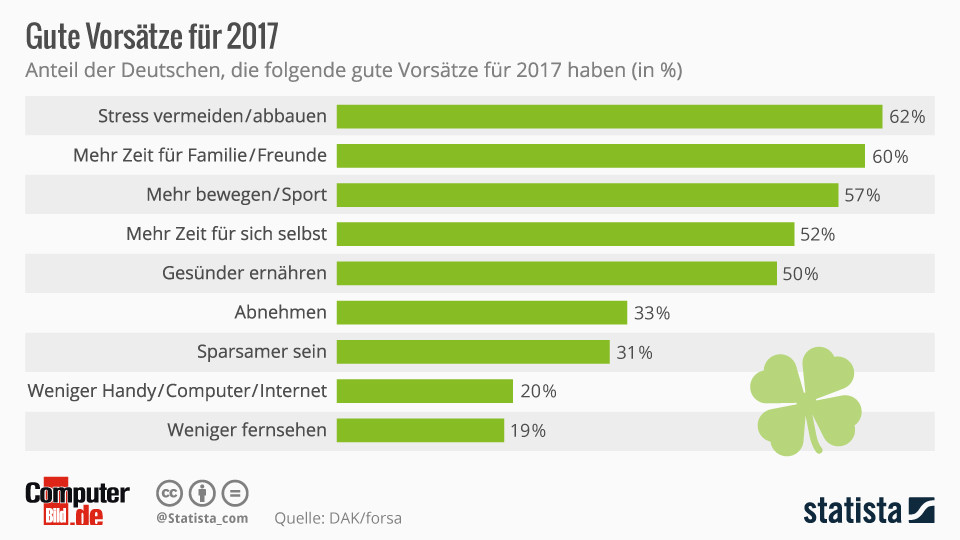 Gute Vorsätze für 2017
Anteil der Deutschen, die folgende gute Vorsätze für 2017 haben (in %)
Stress vermeiden/abbauen 62%
Mehr Zeit für Familie/Freunde 60%
Mehr bewegen/Sport 57%
Mehr Zeit für sich selbst 52%
Gesünder ernähren 50%
Abnehmen 33%
Sparsamer sein 31%
Weniger Handy/Computer/Internet 20%
Weniger fernsehen 19%
Computer
Bild.de
cc
@Statista_com
Quelle: DAK/forsa
statista